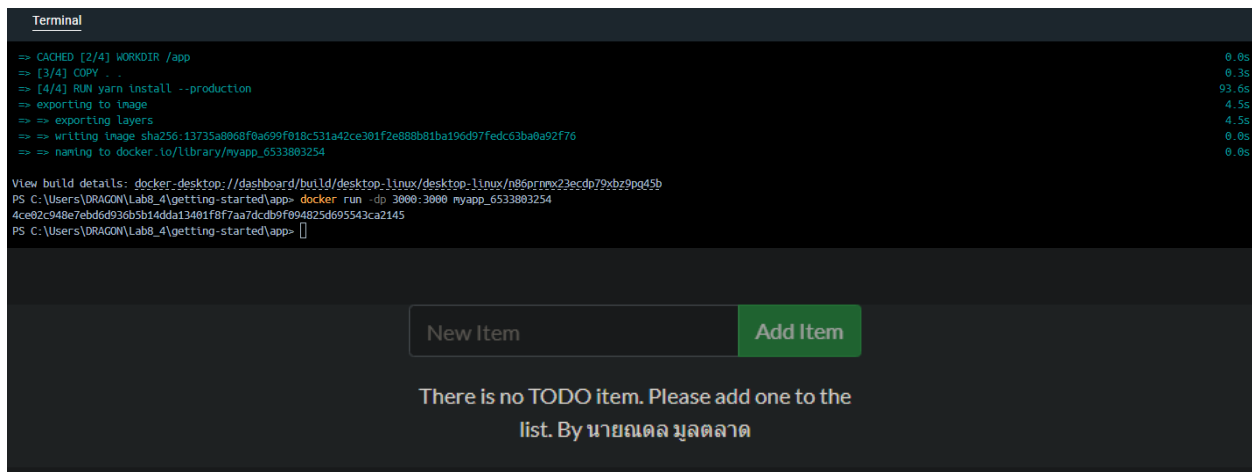 Terminal
=> CACHED [2/4] WORKDIR /app 0.0s
=> [3/4] COPY . . 0.3s
=> [4/4] RUN yarn install --production 93.6s
=> exporting to image 4.5s
=> => exporting layers 4.5s
=> => writing image sha256:13735a8068f0a699f018c531a42ce301f2e888b81ba196d97fedc63ba0a92f76 0.0s
=> => naming to docker.io/library/myapp_6533803254 0.0s
View build details: docker-desktop://dashboard/build/desktop-linux/desktop-linux/n86prnmx23ecdp79xbz9pq45b
PS C:\Users\DRAGON\Lab8_4\getting-started\app> docker run -dp 3000:3000 myapp_6533803254
4ce02c948e7ebd6d936b5b14dda13401f8f7aa7dcdb9f094825d695543ca2145
PS C:\Users\DRAGON\Lab8_4\getting-started\app>
New Item
Add Item
There is no TODO item. Please add one to the
list. By นายณดล มูลตลาด